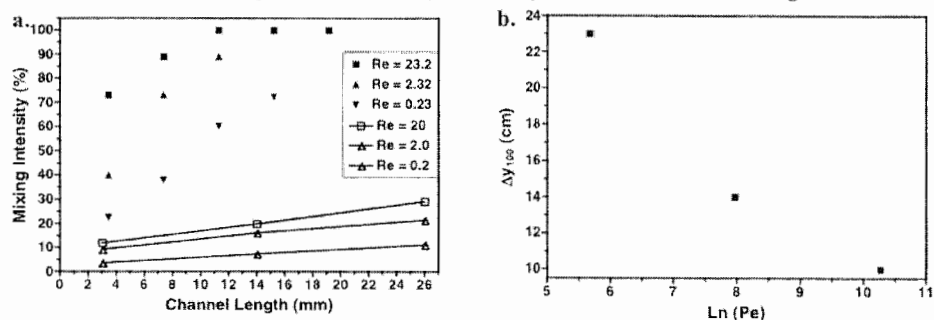 a.
Mixing Intensity (%)
100
90
80
70
60
50
40
30
20
10
0
0 2 4 6 8 10 12 14 16 18 20 22 24 26
Channel Length (mm)
Re = 23.2
Re = 2.32
Re = 0.23
Re = 20
Re = 2.0
Re = 0.2
b.
Δy100 (cm)
24
22
20
18
16
14
12
10
5 6 7 8 9 10 11
Ln (Pe)